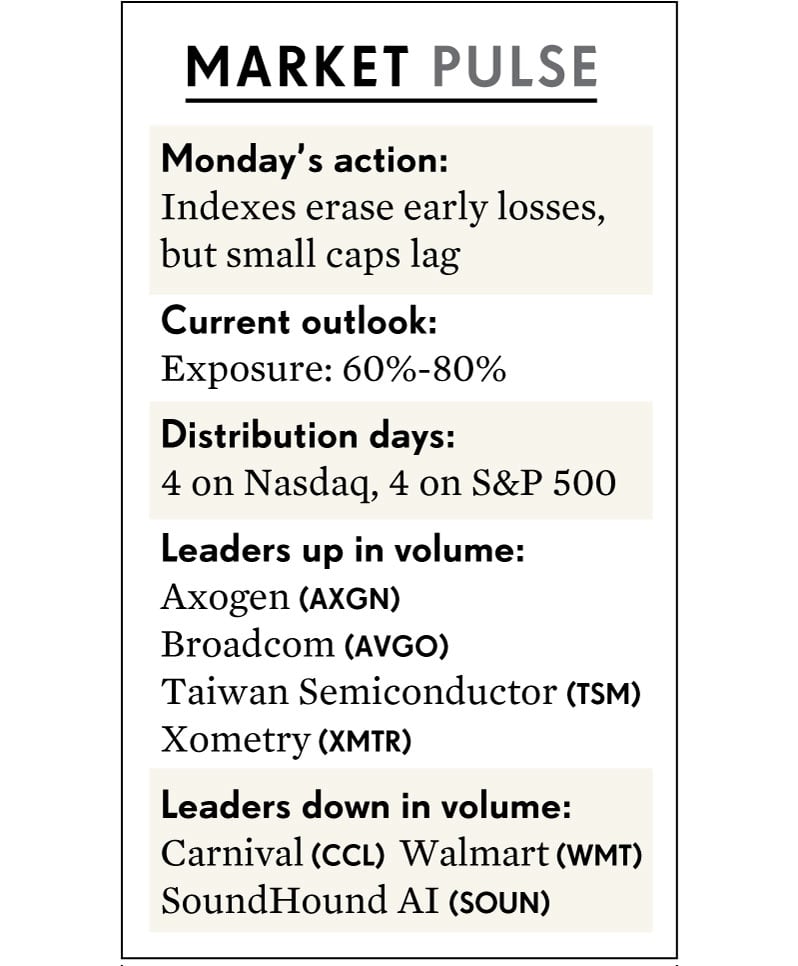 MARKET PULSE
Monday's action:
Indexes erase early losses,
but small caps lag
Current outlook:
Exposure: 60%-80%
Distribution days:
4 on Nasdaq, 4 on S&P 500
Leaders up in volume:
Axogen (AXGN)
Broadcom (AVGO)
Taiwan Semiconductor (TSM)
Xometry (XMTR)
Leaders down in volume:
Carnival (CCL) Walmart (WMT)
SoundHound AI (SOUN)